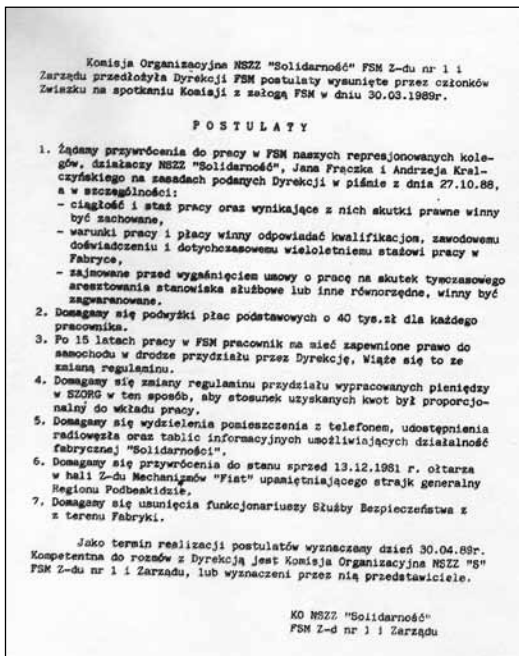 Komisja Organizacyjna NSZZ "Solidarność" FSM Z-du nr 1 i
Zarządu przedłożyła Dyrekcji FSM postulaty wysunięte przez członków
Związku na spotkaniu Komisji z załogą FSM w dniu 30.03.1989r.
P O S T U L A T Y
1. Żądamy przywrócenia do pracy w FSM naszych represjonowanych kole-
gów, działaczy NSZZ "Solidarność", Jana Frączka i Andrzeja Kral-
czyńskiego na zasadach podanych Dyrekcji w piśmie z dnia 27.10.88,
a w szczególności:
- ciągłość i staż pracy oraz wynikające z nich skutki prawne winny
być zachowane,
- warunki pracy i płacy winny odpowiadać kwalifikacjom, zawodowemu
doświadczeniu i dotychczasowemu wieloletniemu stażowi pracy w
Fabryce,
- zajmowane przed wygaśnięciem umowy o pracę na skutek tymczasowego
aresztowania stanowiska służbowe lub inne równorzędne, winny być
zagwaranowane.
2. Domagamy się podwyżki płac podstawowych o 40 tys.zł dla każdego
pracownika.
3. Po 15 latach pracy w FSM pracownik ma mieć zapewnione prawo do
samochodu w drodze przydziału przez Dyrekcję, Wiąże się to ze
zmianą regulaminu.
4. Domagamy się zmiany regulaminu przydziału wypracowanych pieniędzy
w SZORG w ten sposób, aby stosunek uzyskanych kwot był proporcjo-
nalny do wkładu pracy.
5. Domagamy się wydzielenia pomieszczenia z telefonem, udostępnienia
radiowęzła oraz tablic informacyjnych umożliwiających działalność
fabrycznej "Solidarności".
6. Domagamy się przywrócenia do stanu sprzed 13.12.1981 r. ołtarza
w hali Z-du Mechanizmów "Fiat" upamiętniającego strajk generalny
Regionu Podbeskidzie.
7. Domagamy się usunięcia funkcjonariuszy Służby Bezpieczeństwa z
z terenu Fabryki.
Jako termin realizacji postulatów wyznaczamy dzień 30.04.89r.
Kompetentna do rozmów z Dyrekcją jest Komisja Organizacyjna NSZZ "S"
FSM Z-du nr 1 i Zarządu, lub wyznaczeni przez nią przedstawiciele.
KO NSZZ "Solidarność"
FSM Z-d nr 1 i Zarządu